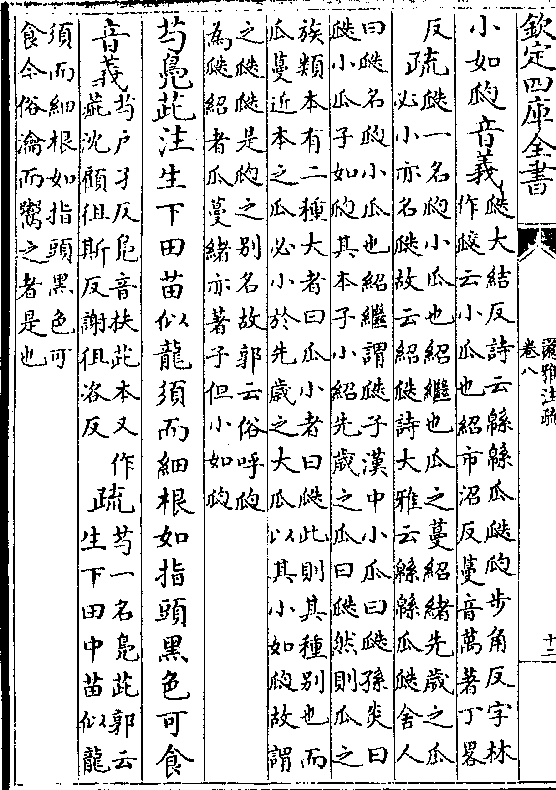 欽定四庫全書
爾雅注疏
卷八
十二
小如瓝音義瓞大結反詩云緜緜瓜瓞瓝步角反字林
作㼎云小瓜也紹市沼反蔓音萬著丁畧
反疏瓞一名瓝小瓜也紹繼也瓜之蔓紹緒先歲之瓜
必小亦名瓞故云紹瓞詩大雅云緜緜瓜瓞舍人
曰瓞名瓝小瓜也紹繼謂瓞子漢中小瓜曰瓞孫炎曰
瓞小瓜子如瓝其本子小紹先歲之瓜曰瓞然則瓜之
族類本有二種大者曰瓜小者曰瓞此則其種别也而
瓜蔓近本之瓜必小於先歲之大瓜以其小如瓝故謂
之瓞瓞是瓝之别名故郭云俗呼瓝
為瓞紹者瓜蔓緒亦著子但小如瓝
芍鳧茈注生下田苗似龍須而細根如指頭黑色可食
音義芍户了反鳧音扶茈本又作
沈顧徂斯反謝徂洛反
疏芍一名鳧茈郭云
生下田中苗似龍
須而細根如指頭黑色可
食今俗瀹而鬻之者是也